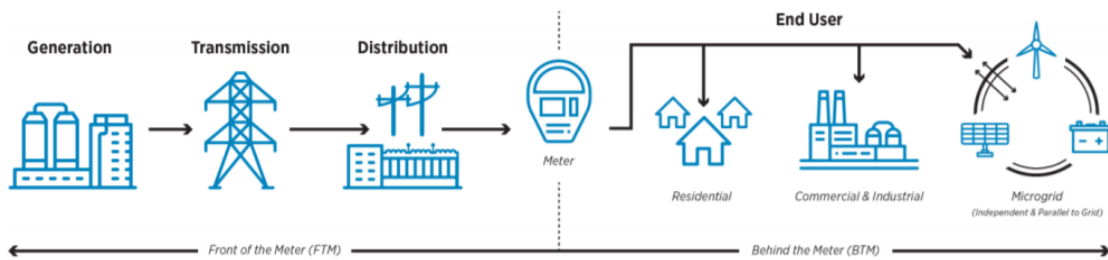 End User
Generation
Transmission
Distribution
Meter
Residential
Commercial & Industrial
Microgrid
(Independent & Parallel to Grid)
Front of the Meter (FTM)
Behind the Meter (BTM)